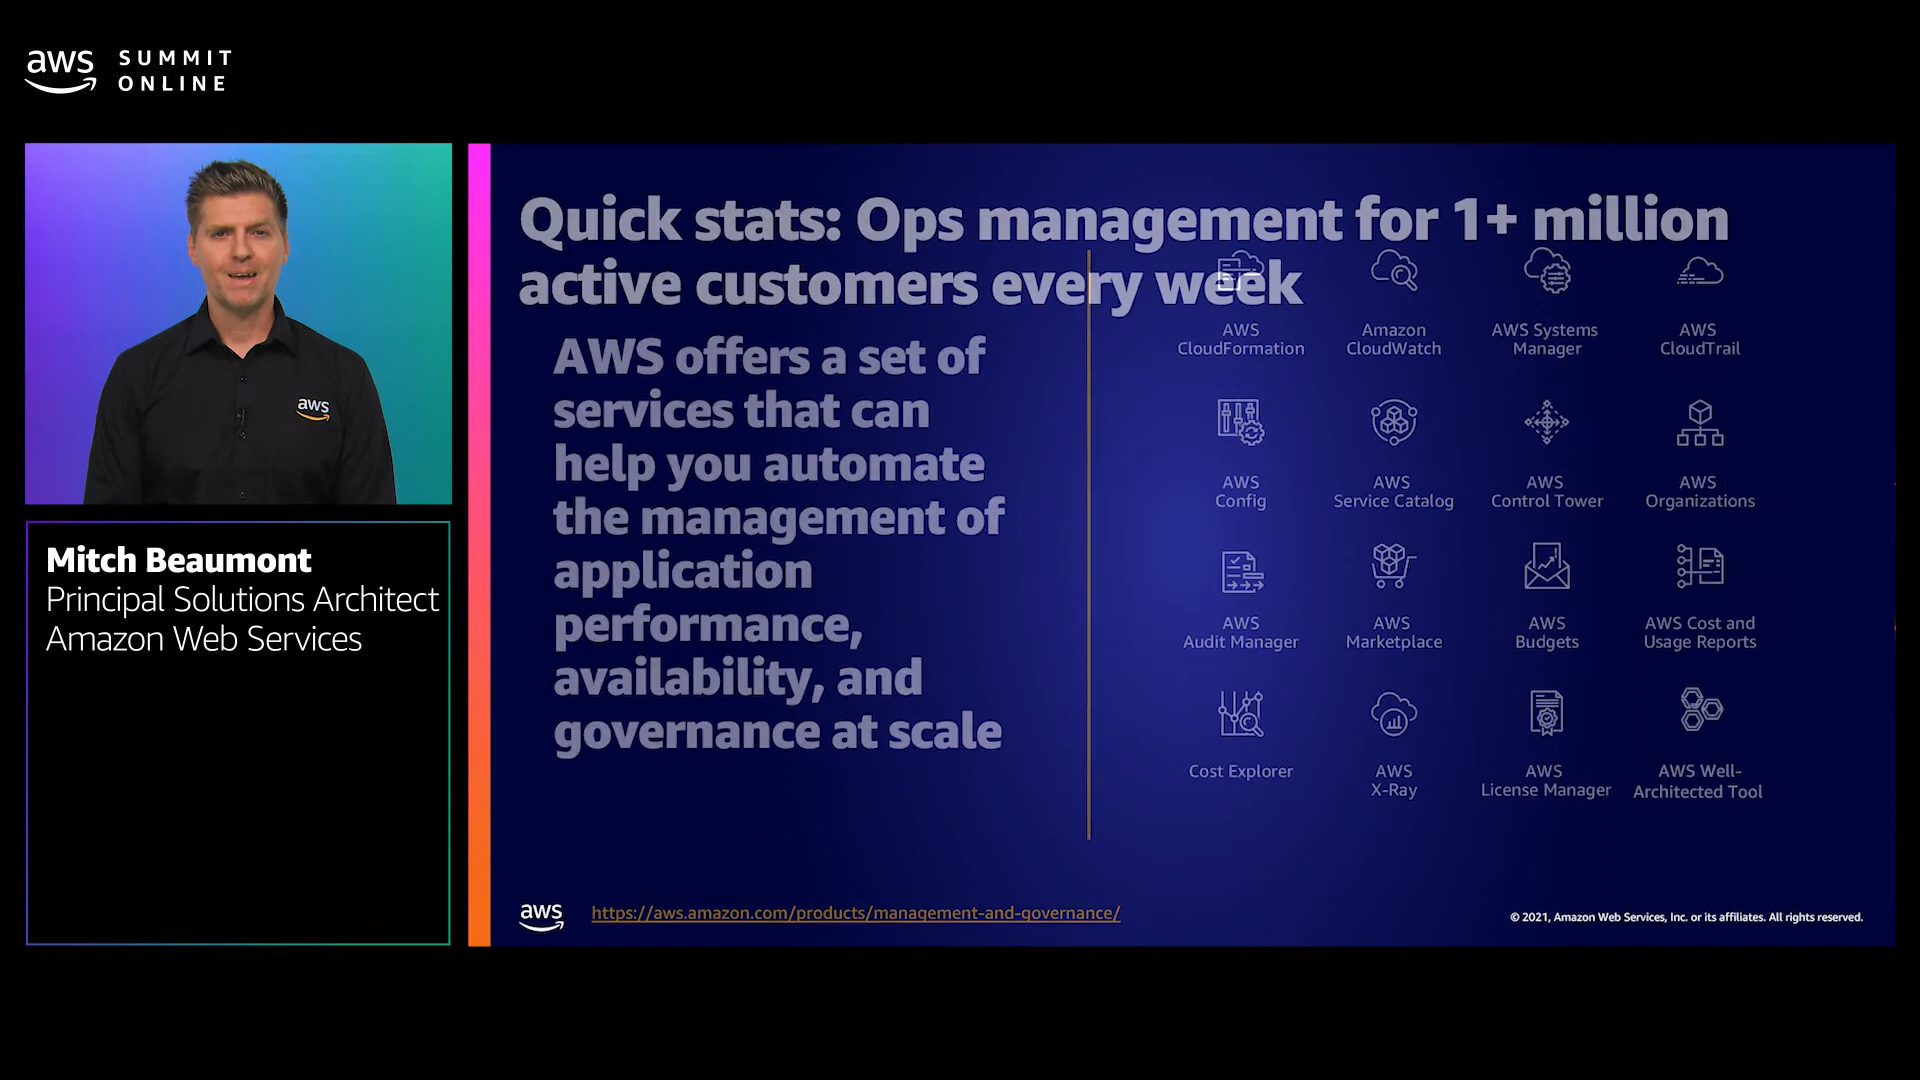 aws SUMMIT
ONLINE
aws
Mitch Beaumont
Principal Solutions Architect
Amazon Web Services
Quick stats: Ops management for 1+ million
active customers every week
AWS offers a set of
services that can
help you automate
the management of
application
performance,
availability, and
governance at scale
AWS
CloudFormation
Amazon
CloudWatch
AWS Systems
Manager
AWS
CloudTrail
AWS
Config
AWS
Service Catalog
AWS
Control Tower
AWS
Organizations
AWS
Audit Manager
AWS
Marketplace
AWS
Budgets
AWS Cost and
Usage Reports
Cost Explorer
AWS
X-Ray
AWS
License Manager
AWS Well-
Architected Tool
aws
https://aws.amazon.com/products/management-and-governance/
© 2021, Amazon Web Services, Inc. or its affiliates. All rights reserved.